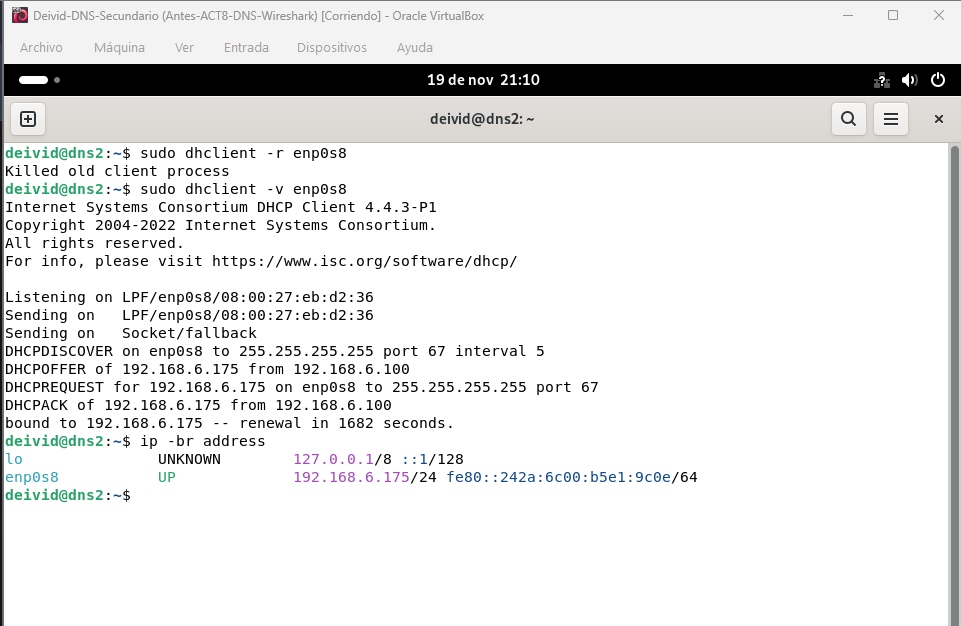 Deivid-DNS-Secundario (Antes-ACT8-DNS-Wireshark) [Corriendo] - Oracle VirtualBox
Archivo Máquina Ver Entrada Dispositivos Ayuda
19 de nov 21:10
deivid@dns2: ~
deivid@dns2:~$ sudo dhclient -r enp0s8
Killed old client process
deivid@dns2:~$ sudo dhclient -v enp0s8
Internet Systems Consortium DHCP Client 4.4.3-P1
Copyright 2004-2022 Internet Systems Consortium.
All rights reserved.
For info, please visit https://www.isc.org/software/dhcp/
Listening on LPF/enp0s8/08:00:27:eb:d2:36
Sending on   LPF/enp0s8/08:00:27:eb:d2:36
Sending on   Socket/fallback
DHCPDISCOVER on enp0s8 to 255.255.255.255 port 67 interval 5
DHCPOFFER of 192.168.6.175 from 192.168.6.100
DHCPREQUEST for 192.168.6.175 on enp0s8 to 255.255.255.255 port 67
DHCPACK of 192.168.6.175 from 192.168.6.100
bound to 192.168.6.175 -- renewal in 1682 seconds.
deivid@dns2:~$ ip -br address
lo               UNKNOWN        127.0.0.1/8 ::1/128
enp0s8           UP             192.168.6.175/24 fe80::242a:6c00:b5e1:9c0e/64
deivid@dns2:~$